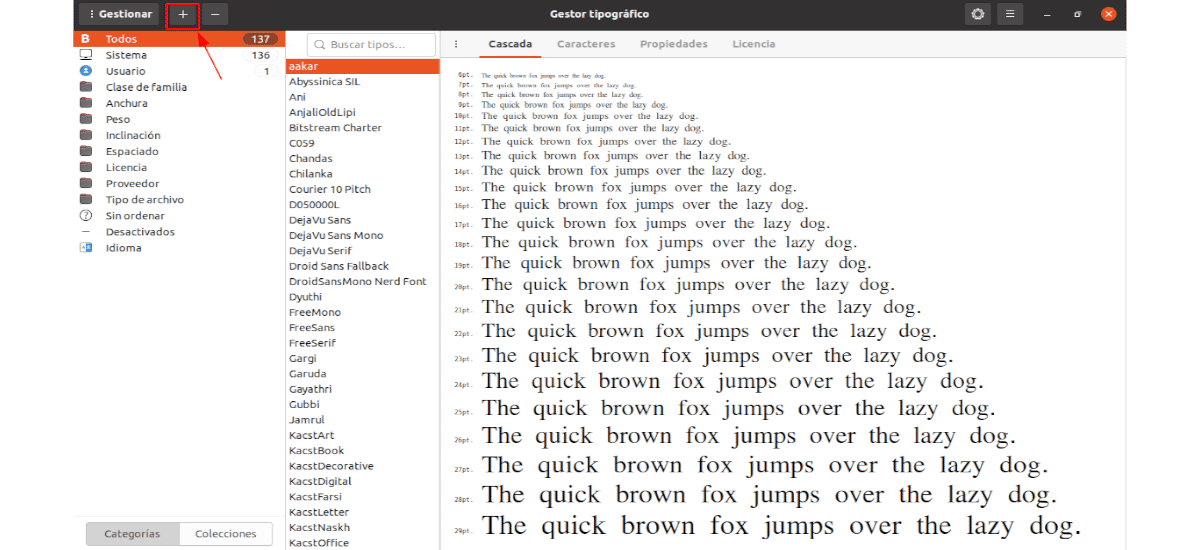 Gestionar
+
−
Gestor tipográfico
B Todos 137
Sistema 136
Usuario 1
Clase de familia
Anchura
Peso
Inclinación
Espaciado
Licencia
Proveedor
Tipo de archivo
Sin ordenar
Desactivados
Idioma
Categorías
Colecciones
Buscar tipos...
aakar
Abyssinica SIL
Ani
AnjaliOldLipi
Bitstream Charter
C059
Chandas
Chilanka
Courier 10 Pitch
D050000L
DejaVu Sans
DejaVu Sans Mono
DejaVu Serif
Droid Sans Fallback
DroidSansMono Nerd Font
Dyuthi
FreeMono
FreeSans
FreeSerif
Gargi
Garuda
Gayathri
Gubbi
Jamrul
KacstArt
KacstBook
KacstDecorative
KacstDigital
KacstFarsi
KacstLetter
KacstNaskh
KacstOffice
Cascada
Caracteres
Propiedades
Licencia
6pt. The quick brown fox jumps over the lazy dog.
7pt. The quick brown fox jumps over the lazy dog.
8pt. The quick brown fox jumps over the lazy dog.
9pt. The quick brown fox jumps over the lazy dog.
10pt. The quick brown fox jumps over the lazy dog.
11pt. The quick brown fox jumps over the lazy dog.
12pt. The quick brown fox jumps over the lazy dog.
13pt. The quick brown fox jumps over the lazy dog.
14pt. The quick brown fox jumps over the lazy dog.
15pt. The quick brown fox jumps over the lazy dog.
16pt. The quick brown fox jumps over the lazy dog.
17pt. The quick brown fox jumps over the lazy dog.
18pt. The quick brown fox jumps over the lazy dog.
19pt. The quick brown fox jumps over the lazy dog.
20pt. The quick brown fox jumps over the lazy dog.
21pt. The quick brown fox jumps over the lazy dog.
22pt. The quick brown fox jumps over the lazy dog.
23pt. The quick brown fox jumps over the lazy dog.
24pt. The quick brown fox jumps over the lazy dog.
25pt. The quick brown fox jumps over the lazy dog.
26pt. The quick brown fox jumps over the lazy dog.
27pt. The quick brown fox jumps over the lazy dog.
28pt. The quick brown fox jumps over the lazy dog.
29pt. The quick brown fox jumps over the lazy dog.